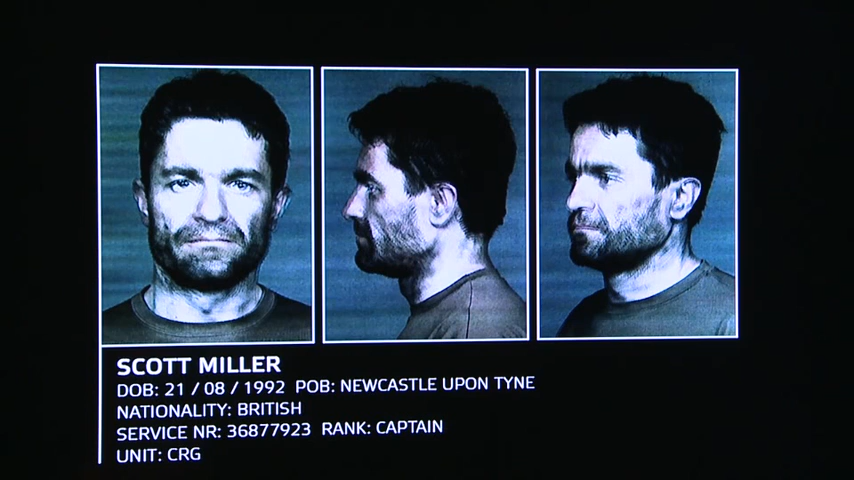 SCOTT MILLER
DOB: 21 / 08 / 1992 POB: NEWCASTLE UPON TYNE
NATIONALITY: BRITISH
SERVICE NR: 36877923 RANK: CAPTAIN
UNIT: CRG